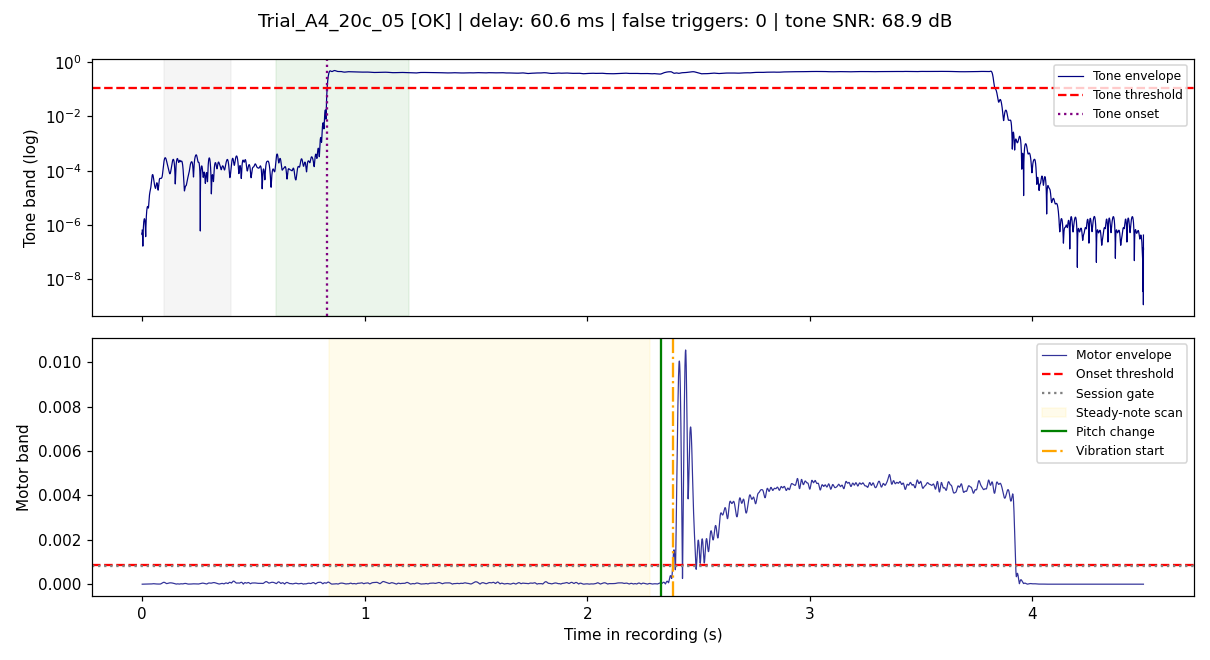 Trial_A4_20c_05 [OK] | delay: 60.6 ms | false triggers: 0 | tone SNR: 68.9 dB
Tone band (log)
10⁰
10⁻²
10⁻⁴
10⁻⁶
10⁻⁸
Tone envelope
Tone threshold
Tone onset
Motor band
0.010
0.008
0.006
0.004
0.002
0.000
Motor envelope
Onset threshold
Session gate
Steady-note scan
Pitch change
Vibration start
0 1 2 3 4
Time in recording (s)